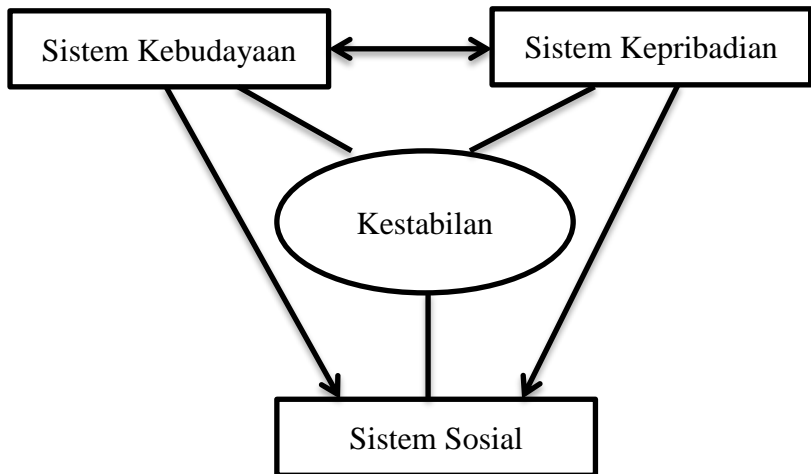 Sistem Kebudayaan
Sistem Kepribadian
Kestabilan
Sistem Sosial